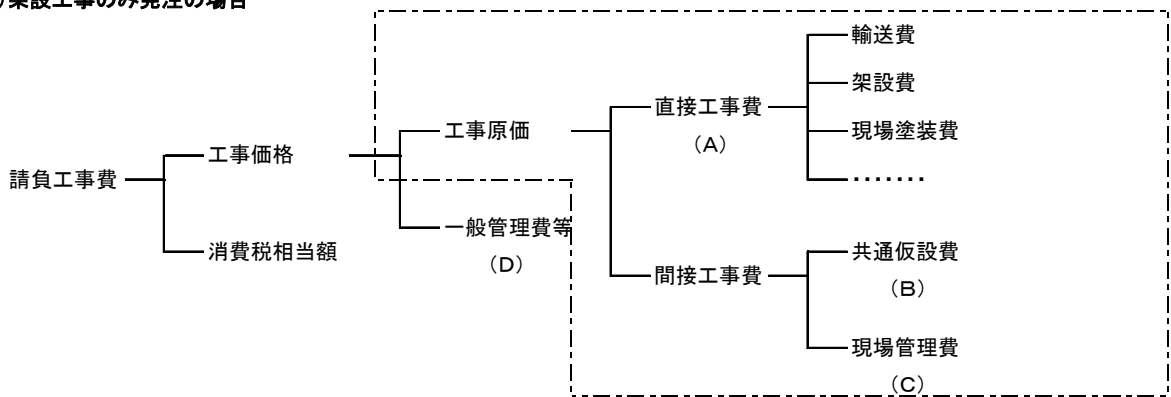 架設工事のみ発注の場合
輸送費
架設費
直接工事費
現場塗装費
工事原価
(A)
工事価格
・・・・・・・
請負工事費
一般管理費等
消費税相当額
共通仮設費
(D)
間接工事費
(B)
現場管理費
(C)